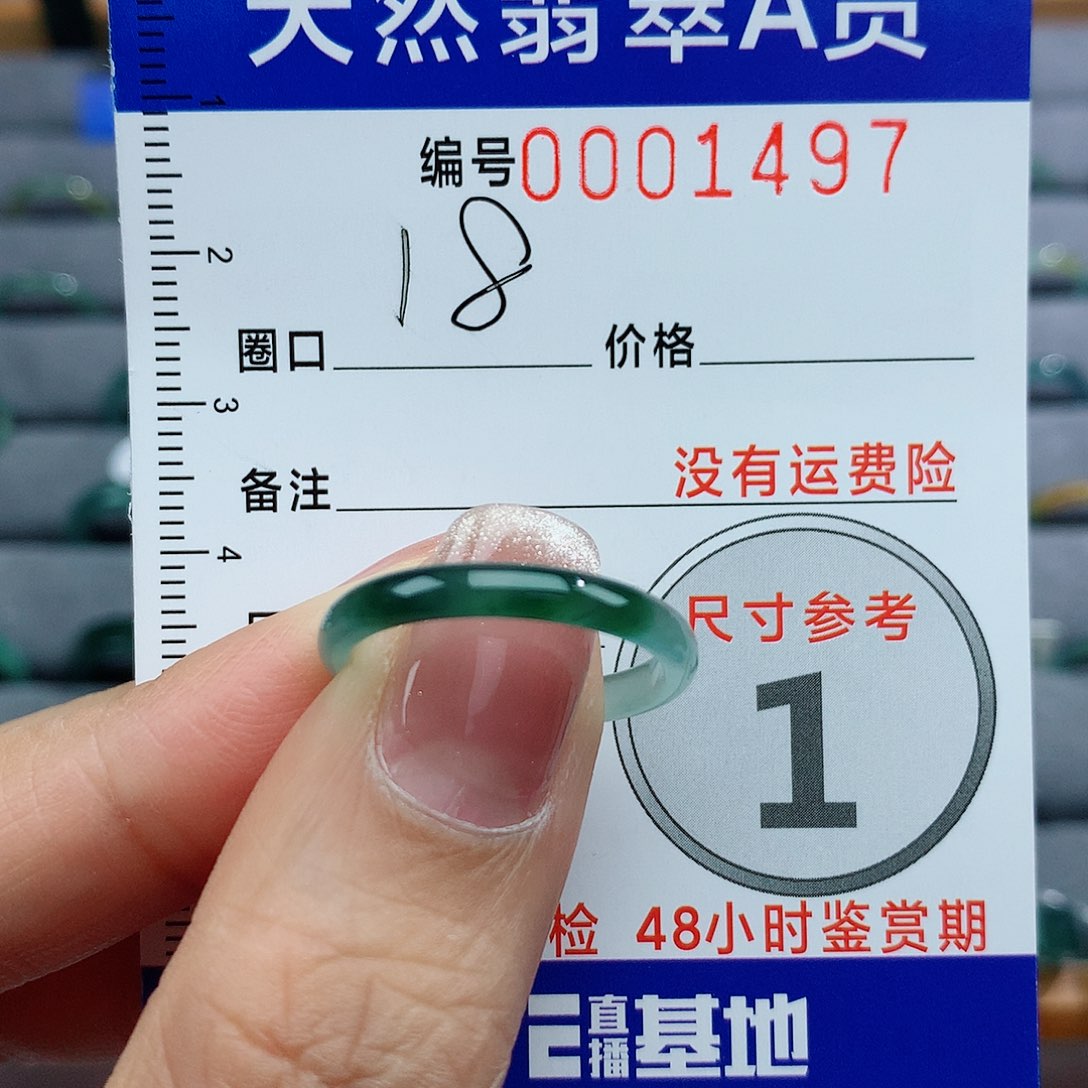 天然翡翠A货
1
编号0001497
2
18
圈口 价格
3
没有运费险
备注
4
尺寸参考
1
检 48小时鉴赏期
直播基地